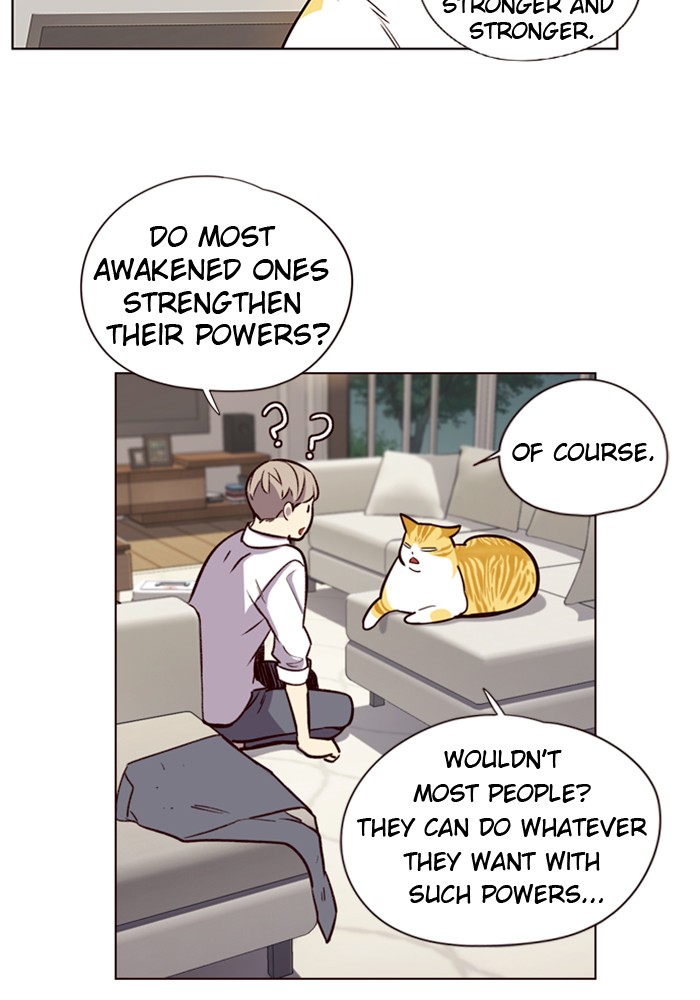 STRONGER AND
STRONGER.
DO MOST
AWAKENED ONES
STRENGTHEN
THEIR POWERS?
??
OF COURSE.
WOULDN'T
MOST PEOPLE?
THEY CAN DO WHATEVER
THEY WANT WITH
SUCH POWERS...